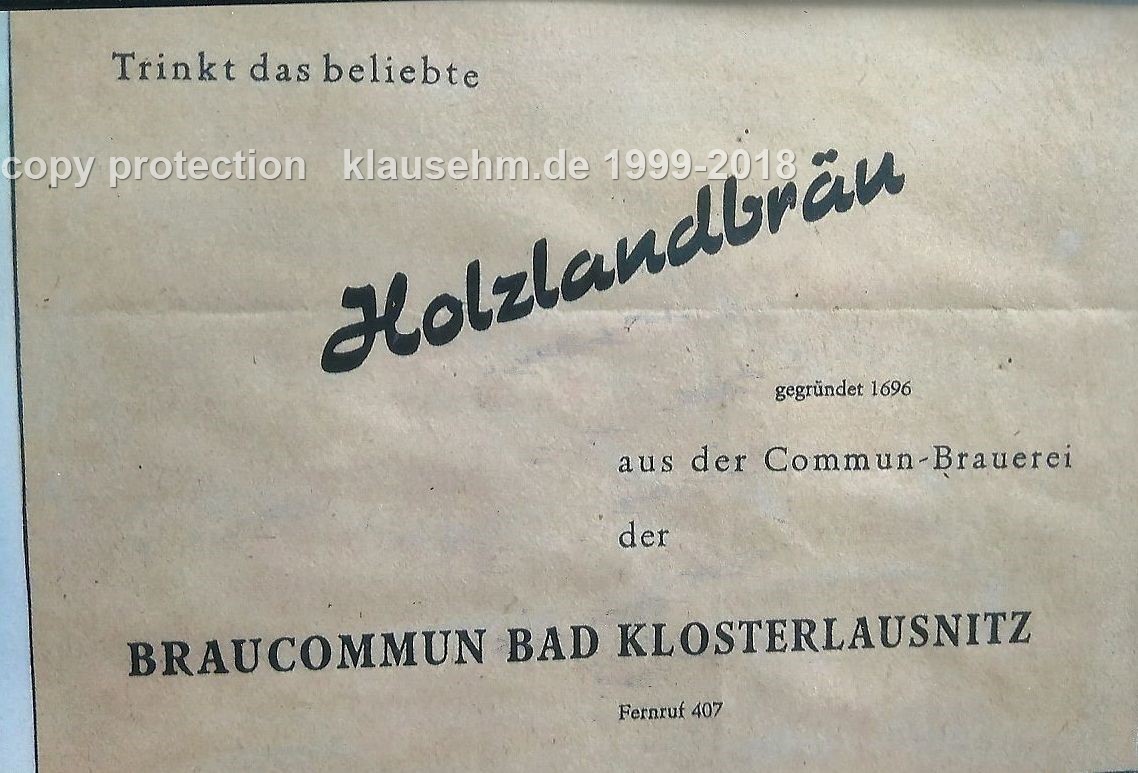 Trinkt das beliebte
copy protection klausehm.de 1999-2018
Holzlandbräu
gegründet 1696
aus der Commun-Brauerei
der
BRAUCOMMUN BAD KLOSTERLAUSNITZ
Fernruf 407